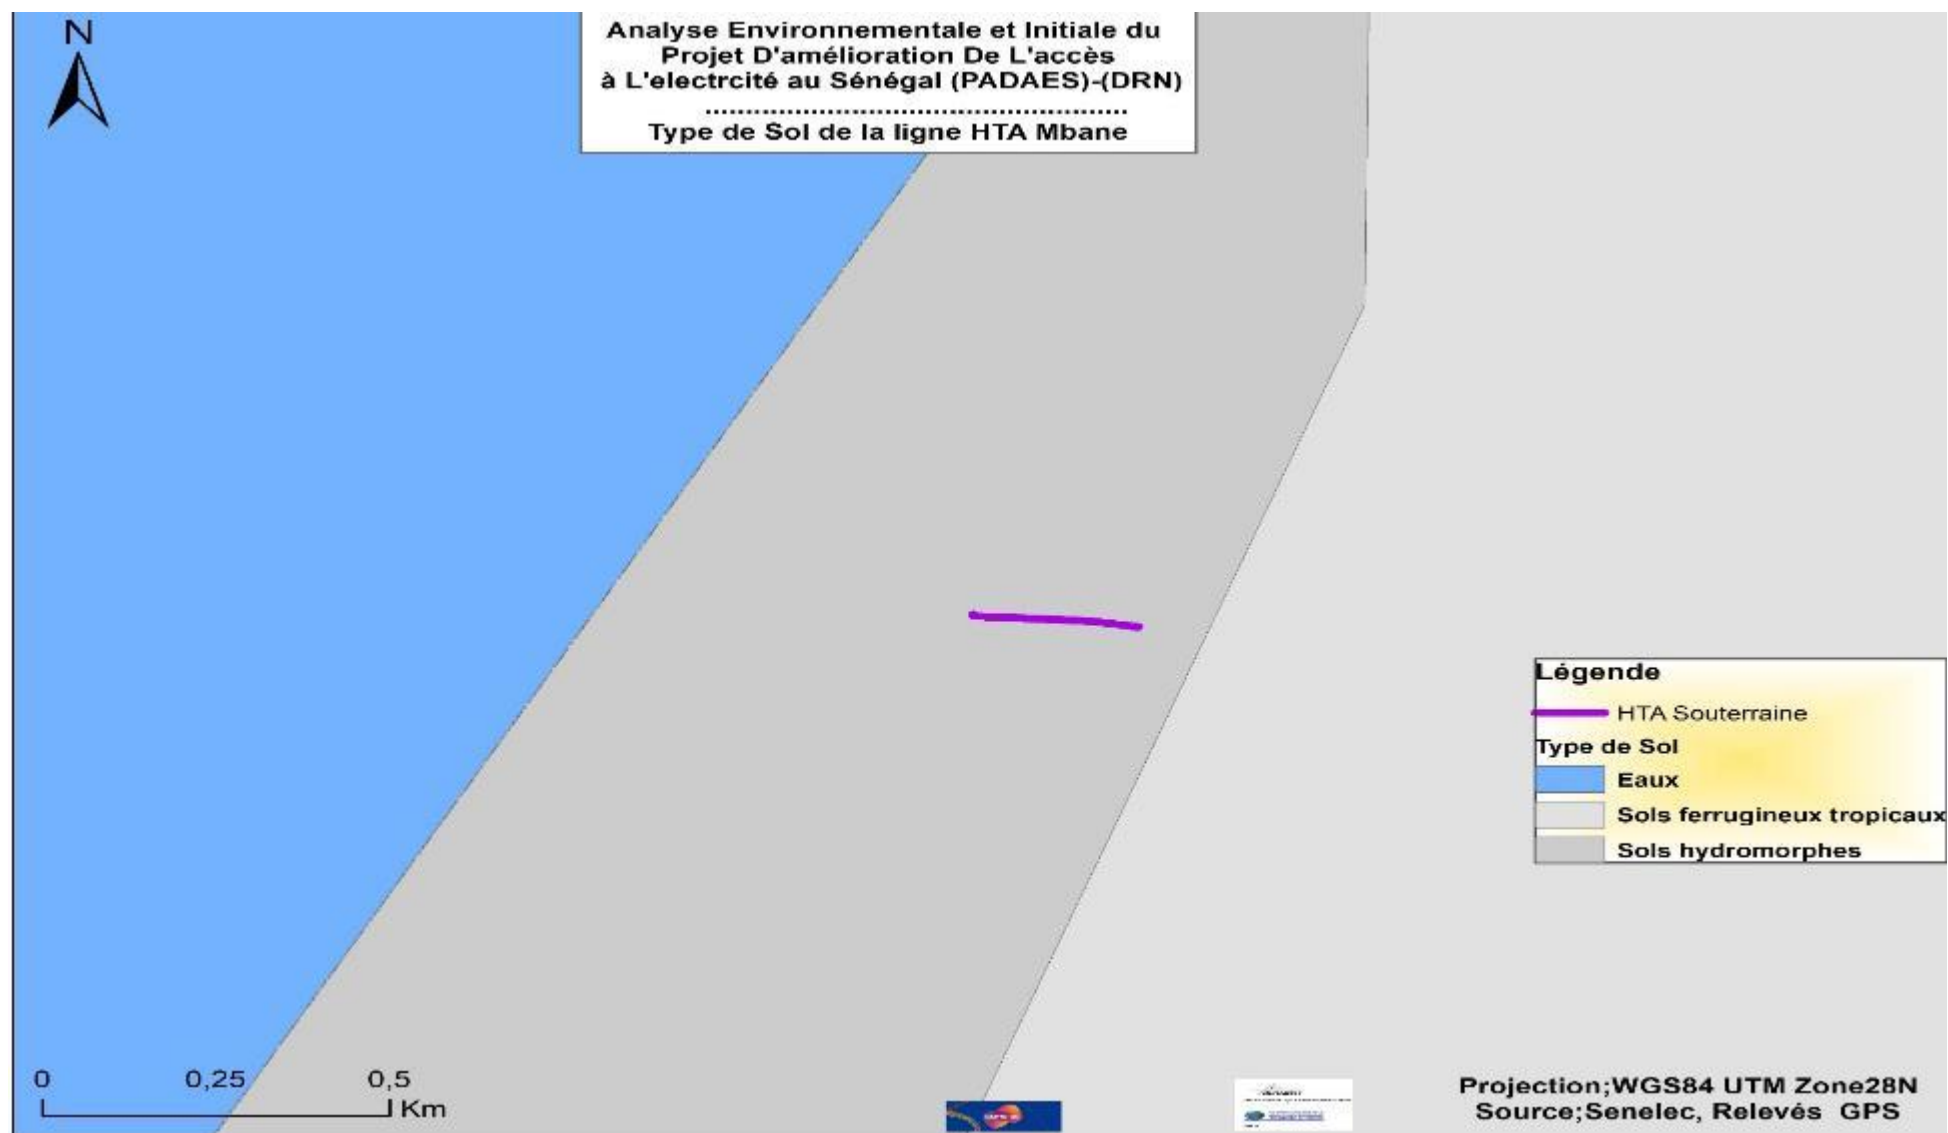 N
Analyse Environnementale et Initiale du
Projet D'amélioration De L'accès
à L'electrcité au Sénégal (PADAES)-(DRN)
Type de Sol de la ligne HTA Mbane
Légende
HTA Souterraine
Type de Sol
Eaux
Sols ferrugineux tropicaux
Sols hydromorphes
0 0,25 0,5
Km
Projection;WGS84 UTM Zone28N
Source;Senelec, Relevés GPS